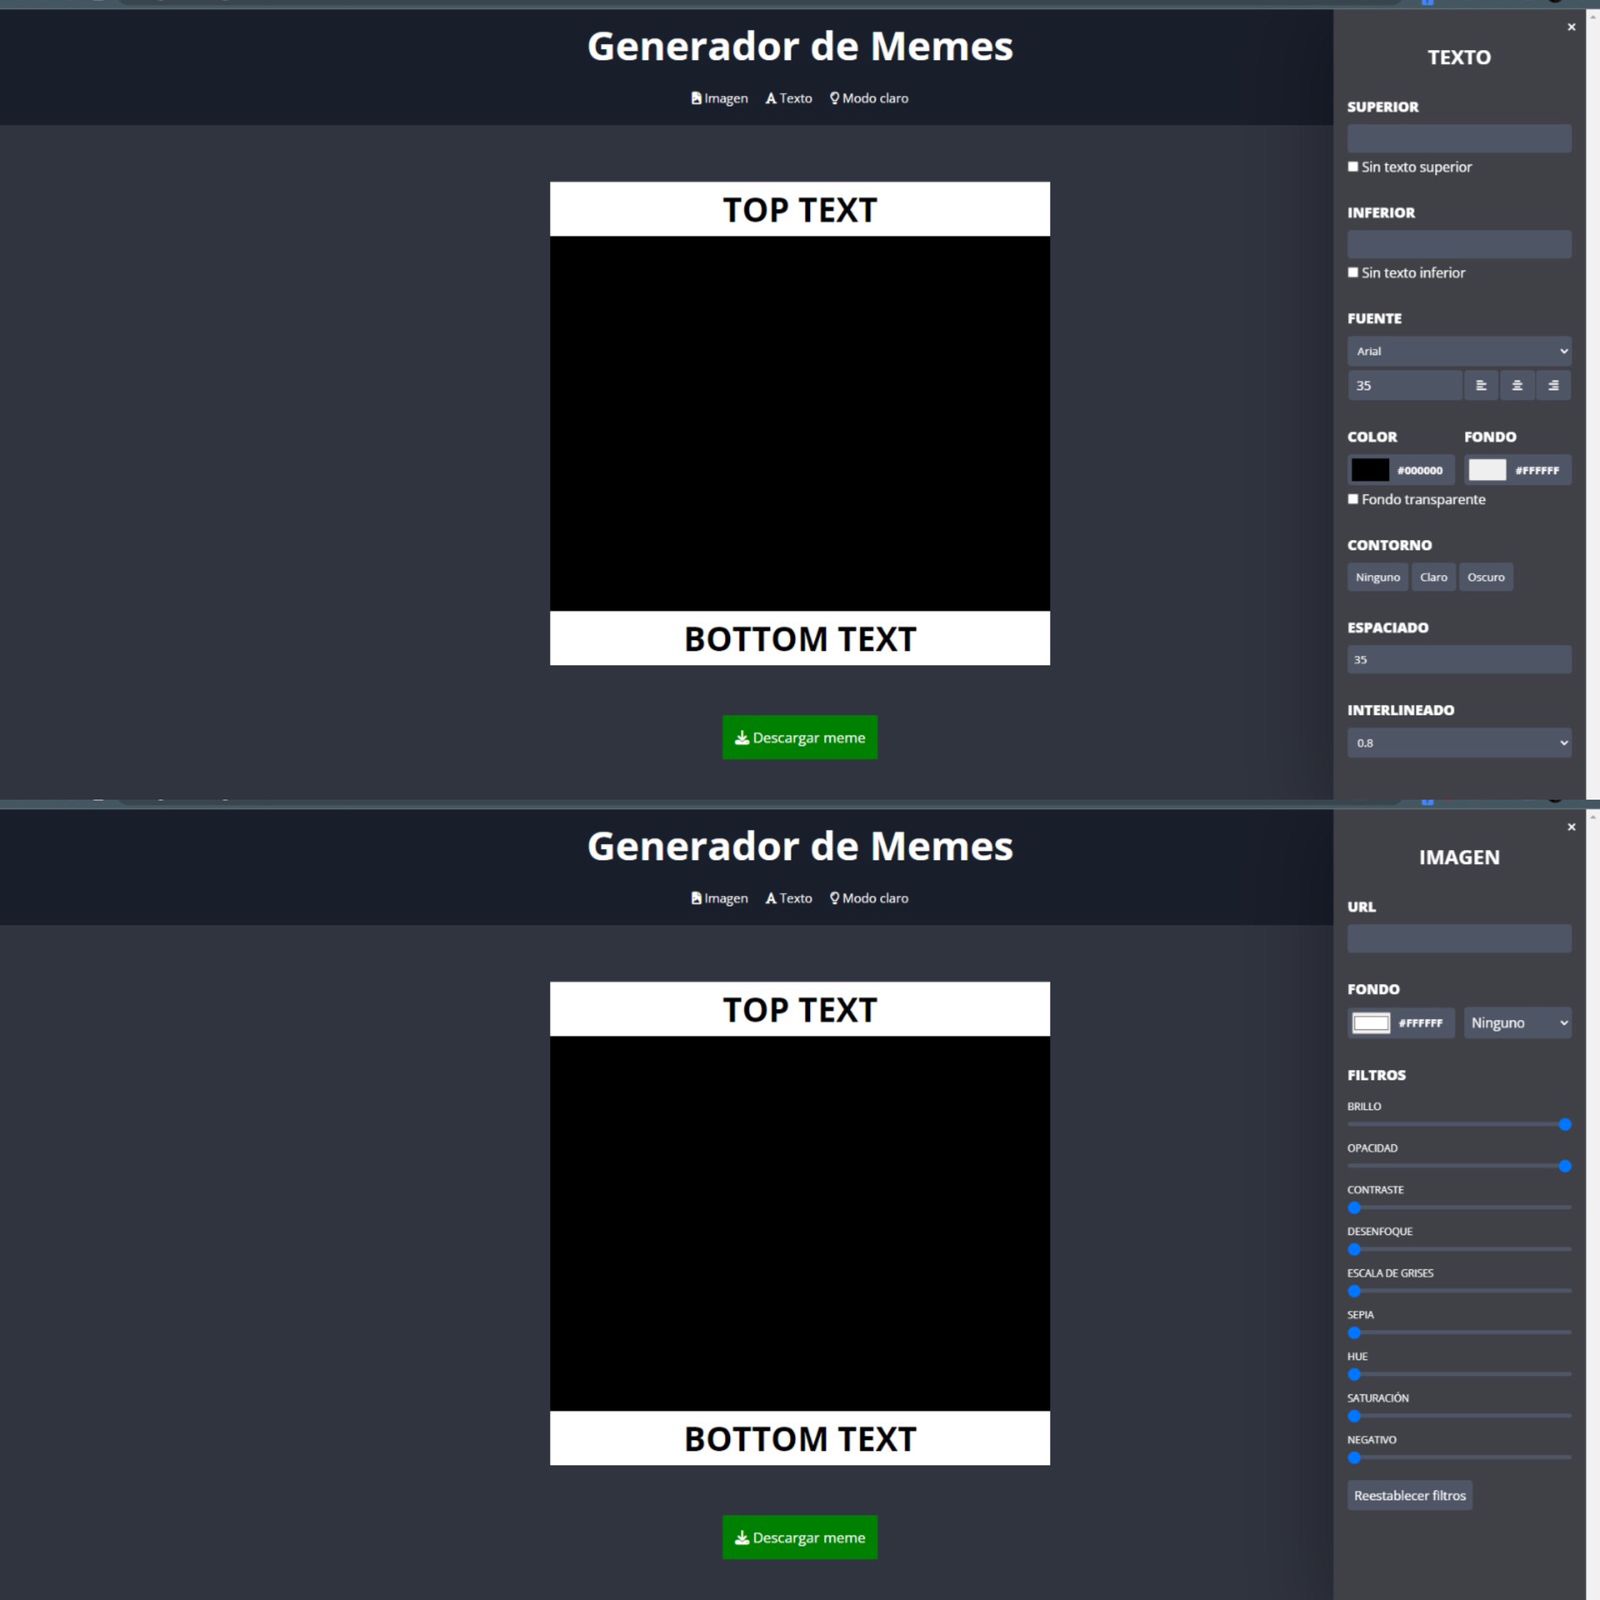 Generador de Memes
Imagen Texto Modo claro
TOP TEXT
BOTTOM TEXT
Descargar meme
×
TEXTO
SUPERIOR
Sin texto superior
INFERIOR
Sin texto inferior
FUENTE
Arial
35
COLOR FONDO
#000000 #FFFFFF
Fondo transparente
CONTORNO
Ninguno Claro Oscuro
ESPACIADO
35
INTERLINEADO
0.8
Generador de Memes
Imagen Texto Modo claro
TOP TEXT
BOTTOM TEXT
Descargar meme
×
IMAGEN
URL
FONDO
#FFFFFF Ninguno
FILTROS
BRILLO
OPACIDAD
CONTRASTE
DESENFOQUE
ESCALA DE GRISES
SEPIA
HUE
SATURACIÓN
NEGATIVO
Reestablecer filtros